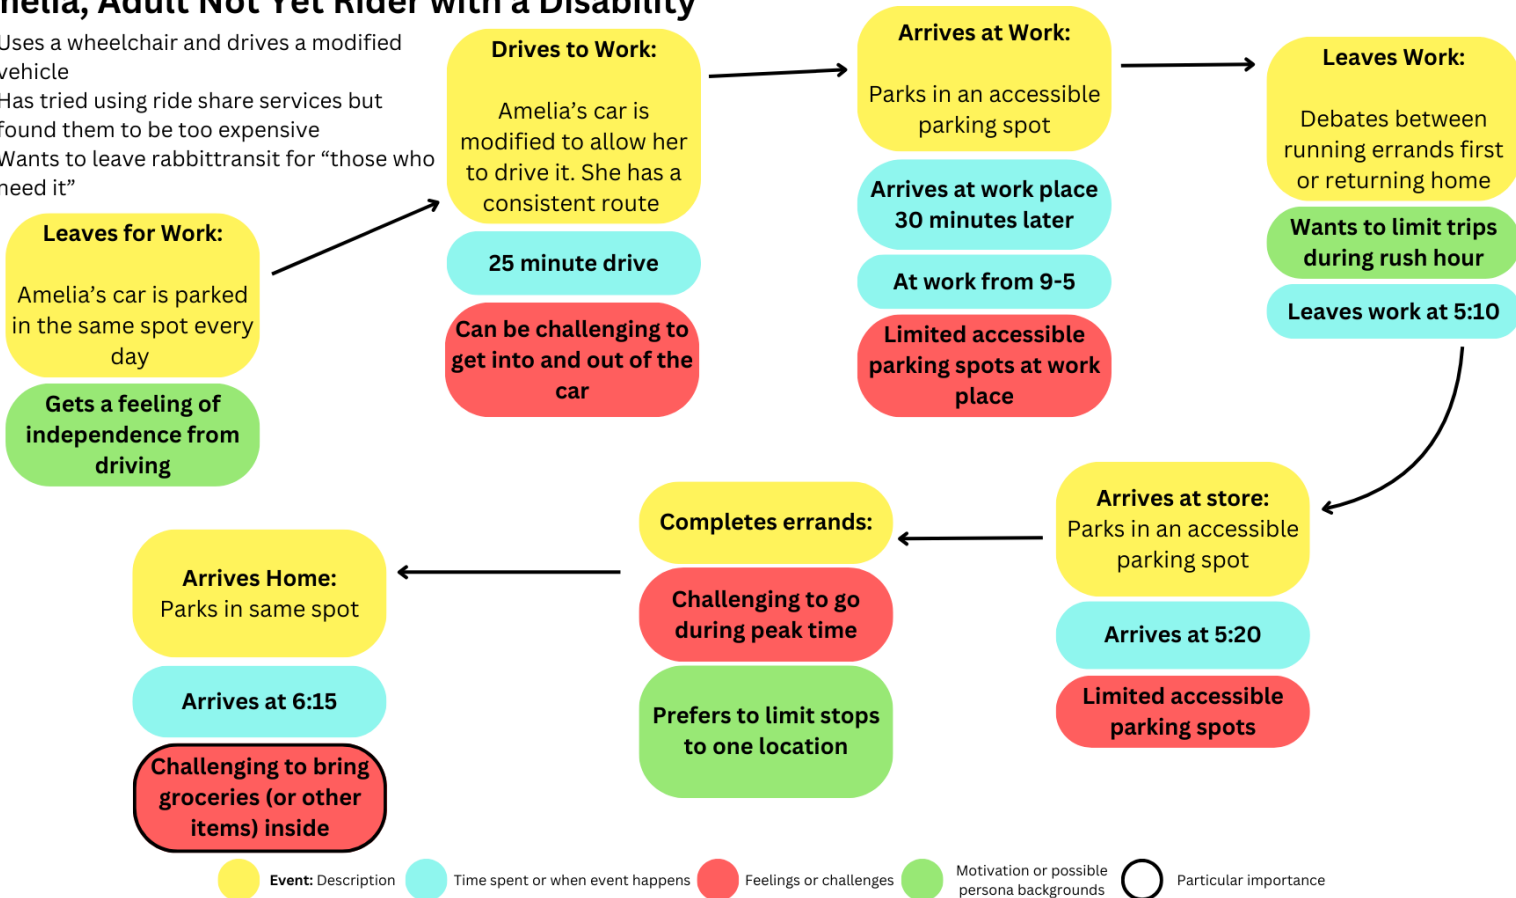 melia, Adult Not Yet Rider with a Disability
Uses a wheelchair and drives a modified
vehicle
Has tried using ride share services but
found them to be too expensive
Wants to leave rabbittransit for “those who
need it”
Leaves for Work:
Amelia’s car is parked
in the same spot every
day
Gets a feeling of
independence from
driving
Drives to Work:
Amelia’s car is
modified to allow her
to drive it. She has a
consistent route
25 minute drive
Can be challenging to
get into and out of the
car
Arrives at Work:
Parks in an accessible
parking spot
Arrives at work place
30 minutes later
At work from 9-5
Limited accessible
parking spots at work
place
Leaves Work:
Debates between
running errands first
or returning home
Wants to limit trips
during rush hour
Leaves work at 5:10
Arrives at store:
Parks in an accessible
parking spot
Arrives at 5:20
Limited accessible
parking spots
Completes errands:
Challenging to go
during peak time
Prefers to limit stops
to one location
Arrives Home:
Parks in same spot
Arrives at 6:15
Challenging to bring
groceries (or other
items) inside
Event: Description
Time spent or when event happens
Feelings or challenges
Motivation or possible
persona backgrounds
Particular importance